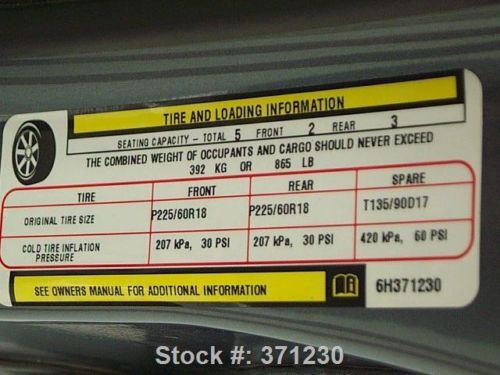 TIRE AND LOADING INFORMATION
SEATING CAPACITY - TOTAL 5 FRONT 2 REAR 3
THE COMBINED WEIGHT OF OCCUPANTS AND CARGO SHOULD NEVER EXCEED
392 KG OR 865 LB
TIRE FRONT REAR SPARE
ORIGINAL TIRE SIZE P225/60R18 P225/60R18 T135/90D17
COLD TIRE INFLATION PRESSURE 207 kPa, 30 PSI 207 kPa, 30 PSI 420 kPa, 60 PSI
SEE OWNERS MANUAL FOR ADDITIONAL INFORMATION 6H371230
Stock #: 371230